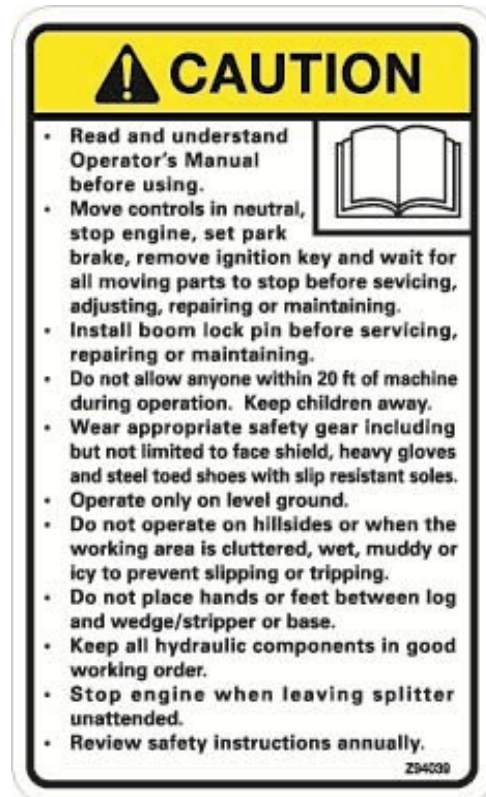 CAUTION
• Read and understand
Operator's Manual
before using.
• Move controls in neutral,
stop engine, set park
brake, remove ignition key and wait for
all moving parts to stop before sevicing,
adjusting, repairing or maintaining.
• Install boom lock pin before servicing,
repairing or maintaining.
• Do not allow anyone within 20 ft of machine
during operation. Keep children away.
• Wear appropriate safety gear including
but not limited to face shield, heavy gloves
and steel toed shoes with slip resistant soles.
• Operate only on level ground.
• Do not operate on hillsides or when the
working area is cluttered, wet, muddy or
icy to prevent slipping or tripping.
• Do not place hands or feet between log
and wedge/stripper or base.
• Keep all hydraulic components in good
working order.
• Stop engine when leaving splitter
unattended.
• Review safety instructions annually.
Z94039